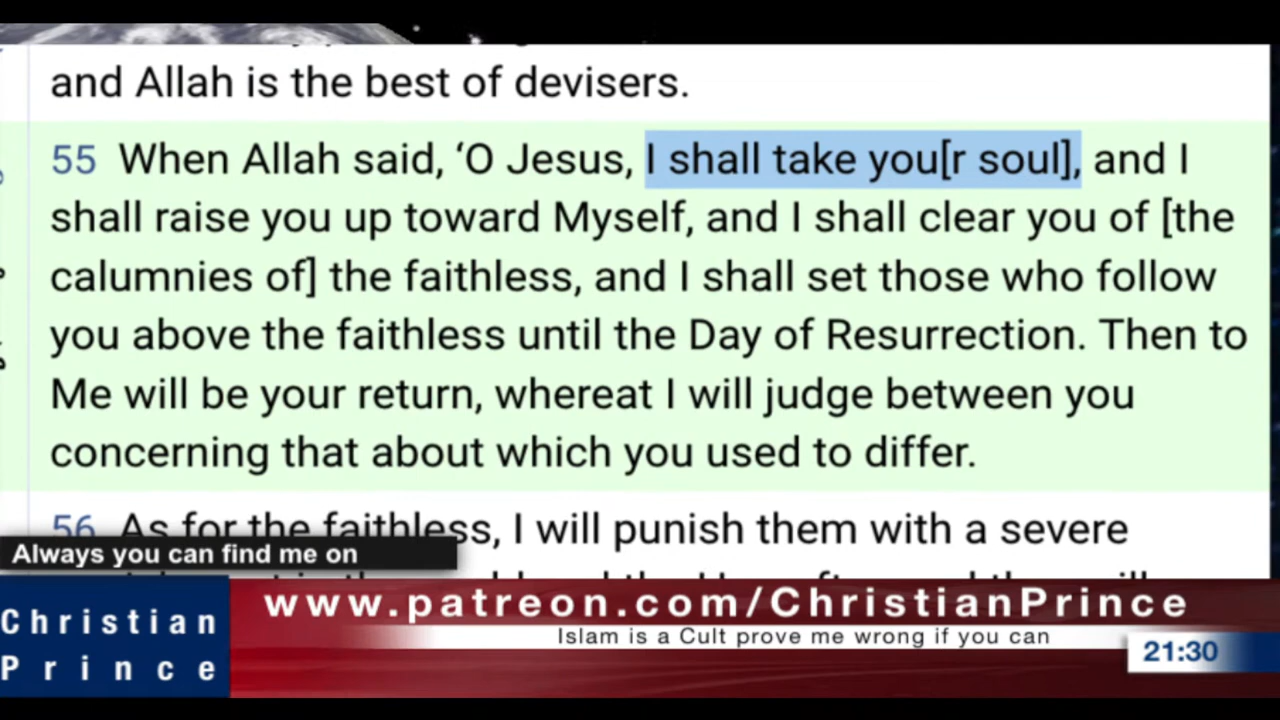 and Allah is the best of devisers.
55 When Allah said, ‘O Jesus, I shall take you[r soul], and I
shall raise you up toward Myself, and I shall clear you of [the
calumnies of] the faithless, and I shall set those who follow
you above the faithless until the Day of Resurrection. Then to
Me will be your return, whereat I will judge between you
concerning that about which you used to differ.
56 As for the faithless, I will punish them with a severe
Always you can find me on
www.patreon.com/ChristianPrince
Christian
Prince
Islam is a Cult prove me wrong if you can
21:30